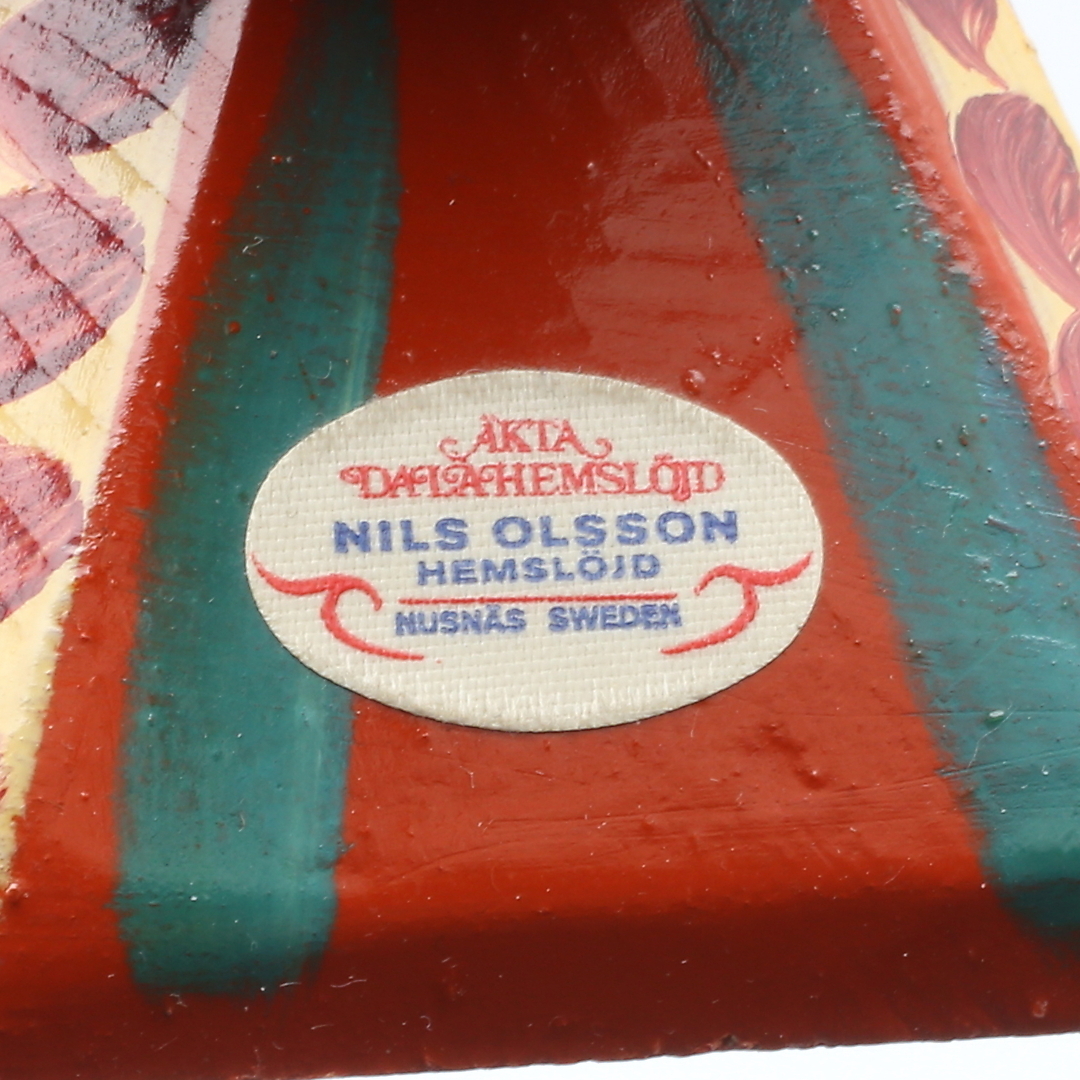 ÄKTA
DALAHEMSLÖJD
NILS OLSSON
HEMSLÖJD
NUSNÄS SWEDEN